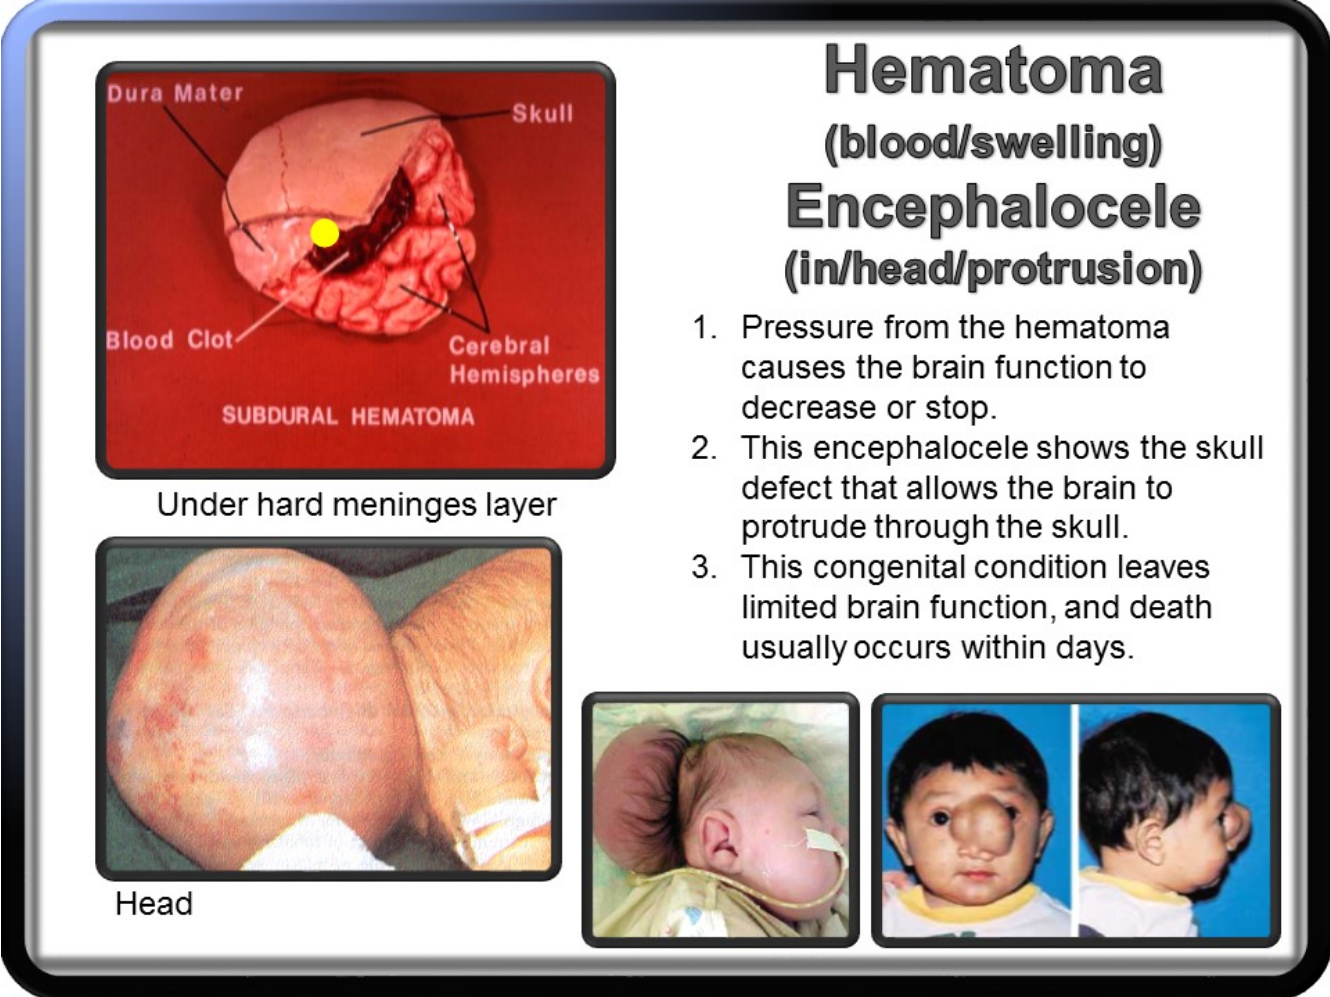 Hematoma
(blood/swelling)
Encephalocele
(in/head/protrusion)
Dura Mater
Skull
Blood Clot
Cerebral
Hemispheres
SUBDURAL HEMATOMA
Under hard meninges layer
1. Pressure from the hematoma
causes the brain function to
decrease or stop.
2. This encephalocele shows the skull
defect that allows the brain to
protrude through the skull.
3. This congenital condition leaves
limited brain function, and death
usually occurs within days.
Head